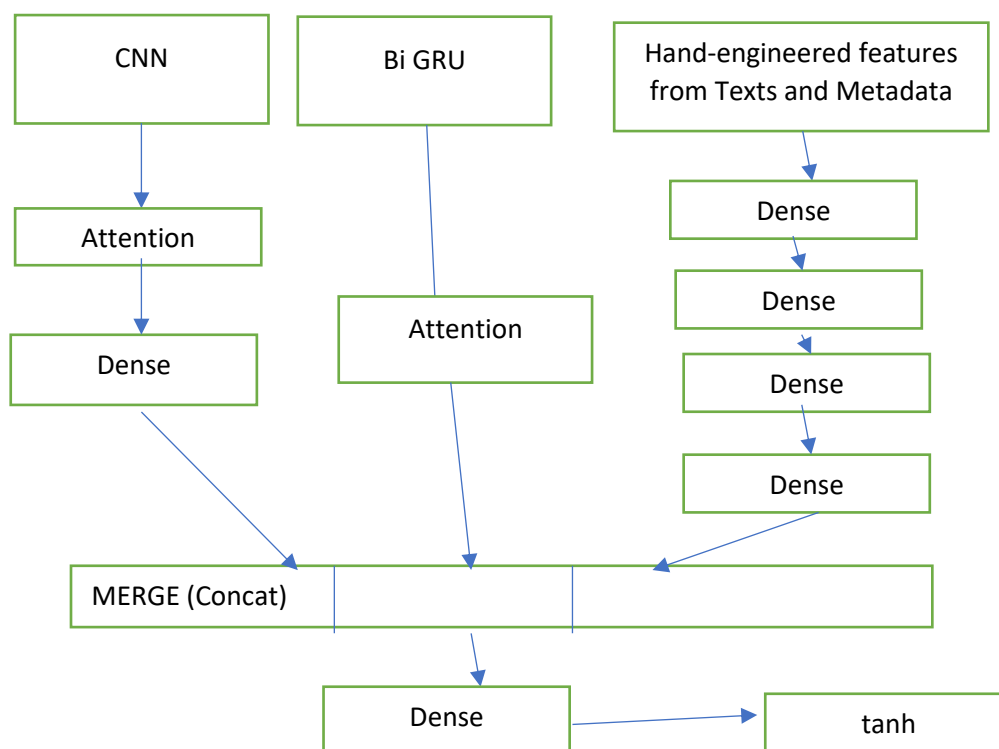 CNN
Bi GRU
Hand-engineered features
from Texts and Metadata
Attention
Dense
Attention
Dense
Dense
Dense
Dense
MERGE (Concat)
Dense
tanh